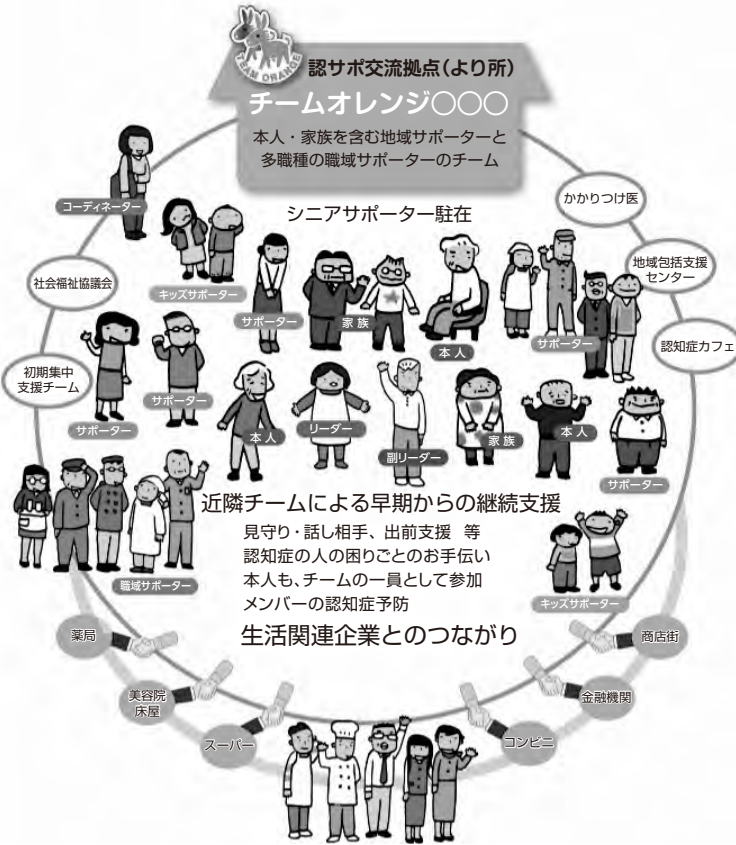 TEAM ORANGE
認サポ交流拠点（より所）
チームオレンジ〇〇〇
本人・家族を含む地域サポーターと
多職種の職域サポーターのチーム
コーディネーター
シニアサポーター駐在
かかりつけ医
社会福祉協議会
キッズサポーター
サポーター
家 族
本 人
サポーター
地域包括支援
センター
初期集中
支援チーム
サポーター
サポーター
本 人
リーダー
副リーダー
家 族
本 人
サポーター
認知症カフェ
近隣チームによる早期からの継続支援
見守り・話し相手、出前支援 等
認知症の人の困りごとのお手伝い
本人も、チームの一員として参加
メンバーの認知症予防
職域サポーター
キッズサポーター
生活関連企業とのつながり
薬局
美容院
床屋
スーパー
コンビニ
金融機関
商店街